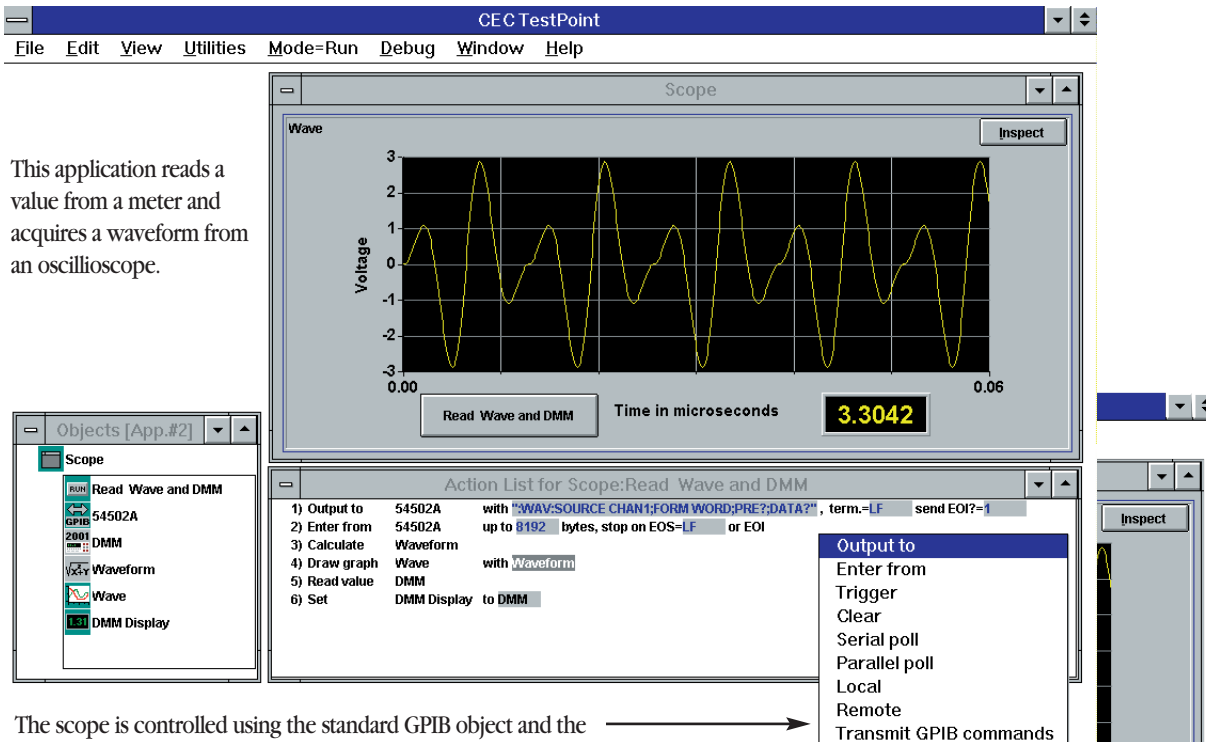 CEC TestPoint
File Edit View Utilities Mode=Run Debug Window Help
This application reads a
value from a meter and
acquires a waveform from
an oscillioscope.
Scope
Wave
Inspect
Voltage
3
2
1
0
-1
-2
-3
0.00
0.06
Read Wave and DMM
Time in microseconds
3.3042
Objects [App.#2]
Scope
RUN Read Wave and DMM
GPIB 54502A
2001 DMM
√x+Y Waveform
Wave
1.31 DMM Display
Action List for Scope:Read Wave and DMM
1) Output to 54502A with ":WAV:SOURCE CHAN1;FORM WORD;PRE?;DATA?" , term.=LF send EOI?=1
2) Enter from 54502A up to 8192 bytes, stop on EOS=LF or EOI
3) Calculate Waveform
4) Draw graph Wave with Waveform
5) Read value DMM
6) Set DMM Display to DMM
Output to
Enter from
Trigger
Clear
Serial poll
Parallel poll
Local
Remote
Transmit GPIB commands
Inspect
The scope is controlled using the standard GPIB object and the